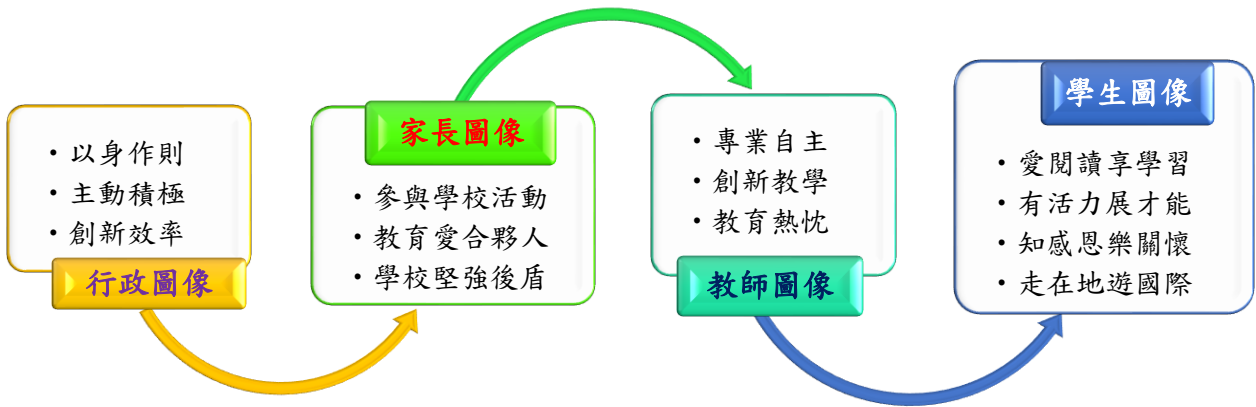 ・以身作則
・主動積極
・創新效率
行政圖像
家長圖像
・參與學校活動
・教育愛合夥人
・學校堅強後盾
・專業自主
・創新教學
・教育熱忱
教師圖像
學生圖像
・愛閱讀享學習
・有活力展才能
・知感恩樂關懷
・走在地遊國際